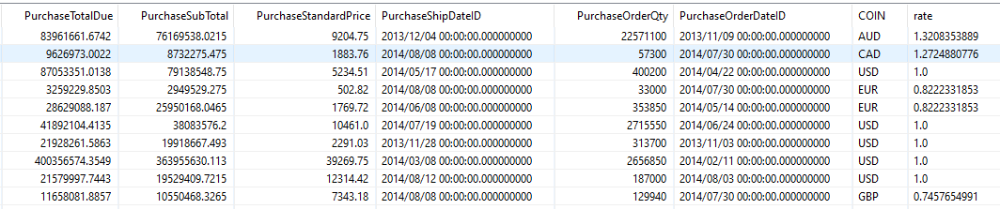 PurchaseTotalDue PurchaseSubTotal PurchaseStandardPrice PurchaseShipDateID PurchaseOrderQty PurchaseOrderDateID COIN rate
83961661.6742 76169538.0215 9204.75 2013/12/04 00:00:00.000000000 22571100 2013/11/09 00:00:00.000000000 AUD 1.3208353889
9626973.0022 8732275.475 1883.76 2014/08/08 00:00:00.000000000 57300 2014/07/30 00:00:00.000000000 CAD 1.2724880776
87053351.0138 79138548.75 5234.51 2014/05/17 00:00:00.000000000 400200 2014/04/22 00:00:00.000000000 USD 1.0
3259229.8503 2949529.275 502.82 2014/08/08 00:00:00.000000000 33000 2014/07/30 00:00:00.000000000 EUR 0.8222331853
28629088.187 25950168.0465 1769.72 2014/06/08 00:00:00.000000000 353850 2014/05/14 00:00:00.000000000 EUR 0.8222331853
41892104.4135 38083576.2 10461.0 2014/07/19 00:00:00.000000000 2715550 2014/06/24 00:00:00.000000000 USD 1.0
21928261.5863 19918667.493 2291.03 2013/11/28 00:00:00.000000000 313700 2013/11/03 00:00:00.000000000 USD 1.0
400356574.3549 363955630.113 39269.75 2014/03/08 00:00:00.000000000 2656850 2014/02/11 00:00:00.000000000 USD 1.0
21579997.7443 19529409.7215 12314.42 2014/08/12 00:00:00.000000000 187000 2014/08/03 00:00:00.000000000 USD 1.0
11658081.8857 10550468.3265 7343.18 2014/08/08 00:00:00.000000000 129940 2014/07/30 00:00:00.000000000 GBP 0.7457654991